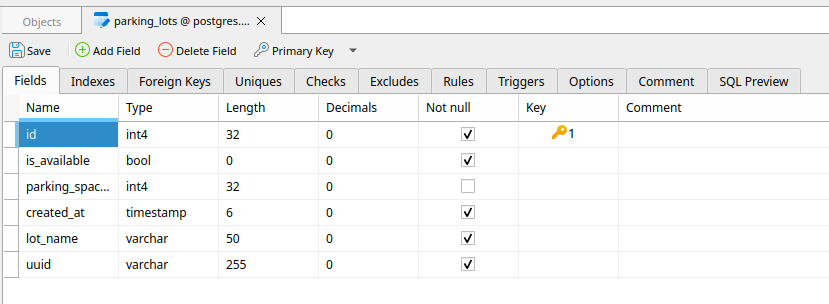 Objects parking_lots @ postgres....
Save Add Field Delete Field Primary Key
Fields Indexes Foreign Keys Uniques Checks Excludes Rules Triggers Options Comment SQL Preview
Name Type Length Decimals Not null Key Comment
id int4 32 0 1
is_available bool 0 0
parking_spac... int4 32 0
created_at timestamp 6 0
lot_name varchar 50 0
uuid varchar 255 0